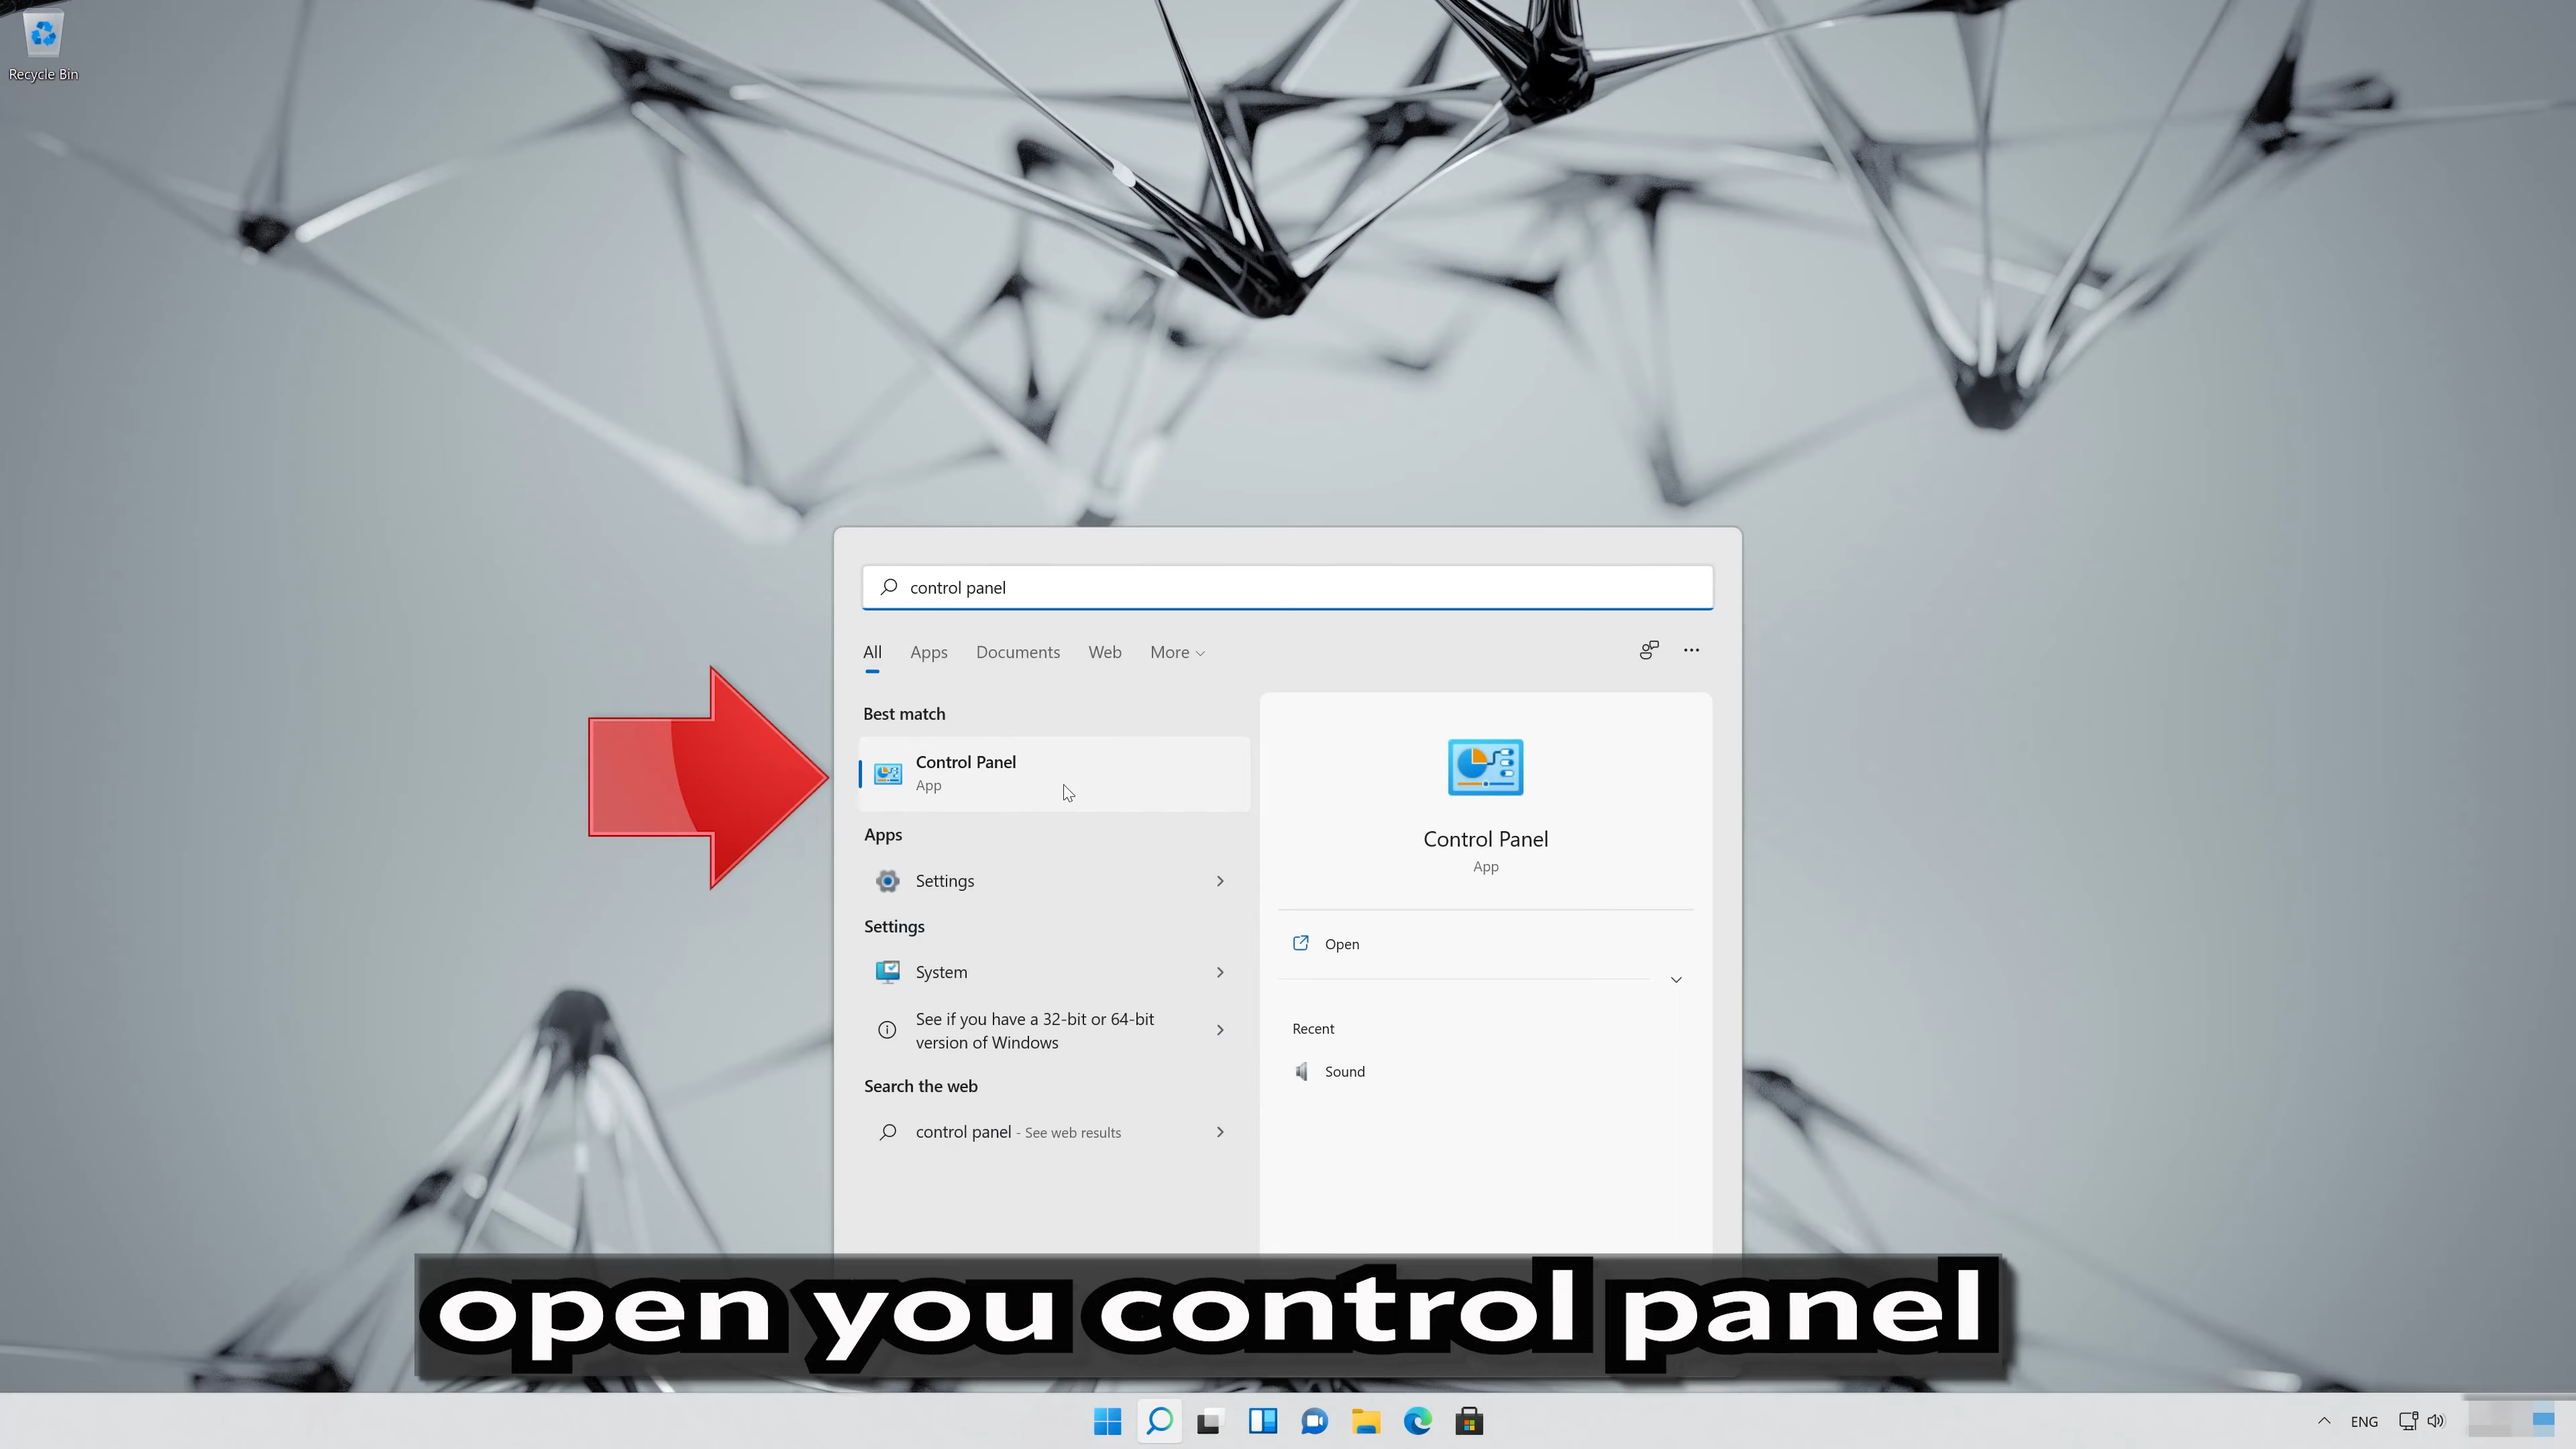 Recycle Bin
control panel
All Apps Documents Web More
Best match
Control Panel
App
Apps
Settings
Settings
System
See if you have a 32-bit or 64-bit
version of Windows
Search the web
control panel - See web results
Control Panel
App
Open
Recent
Sound
open you control panel
ENG